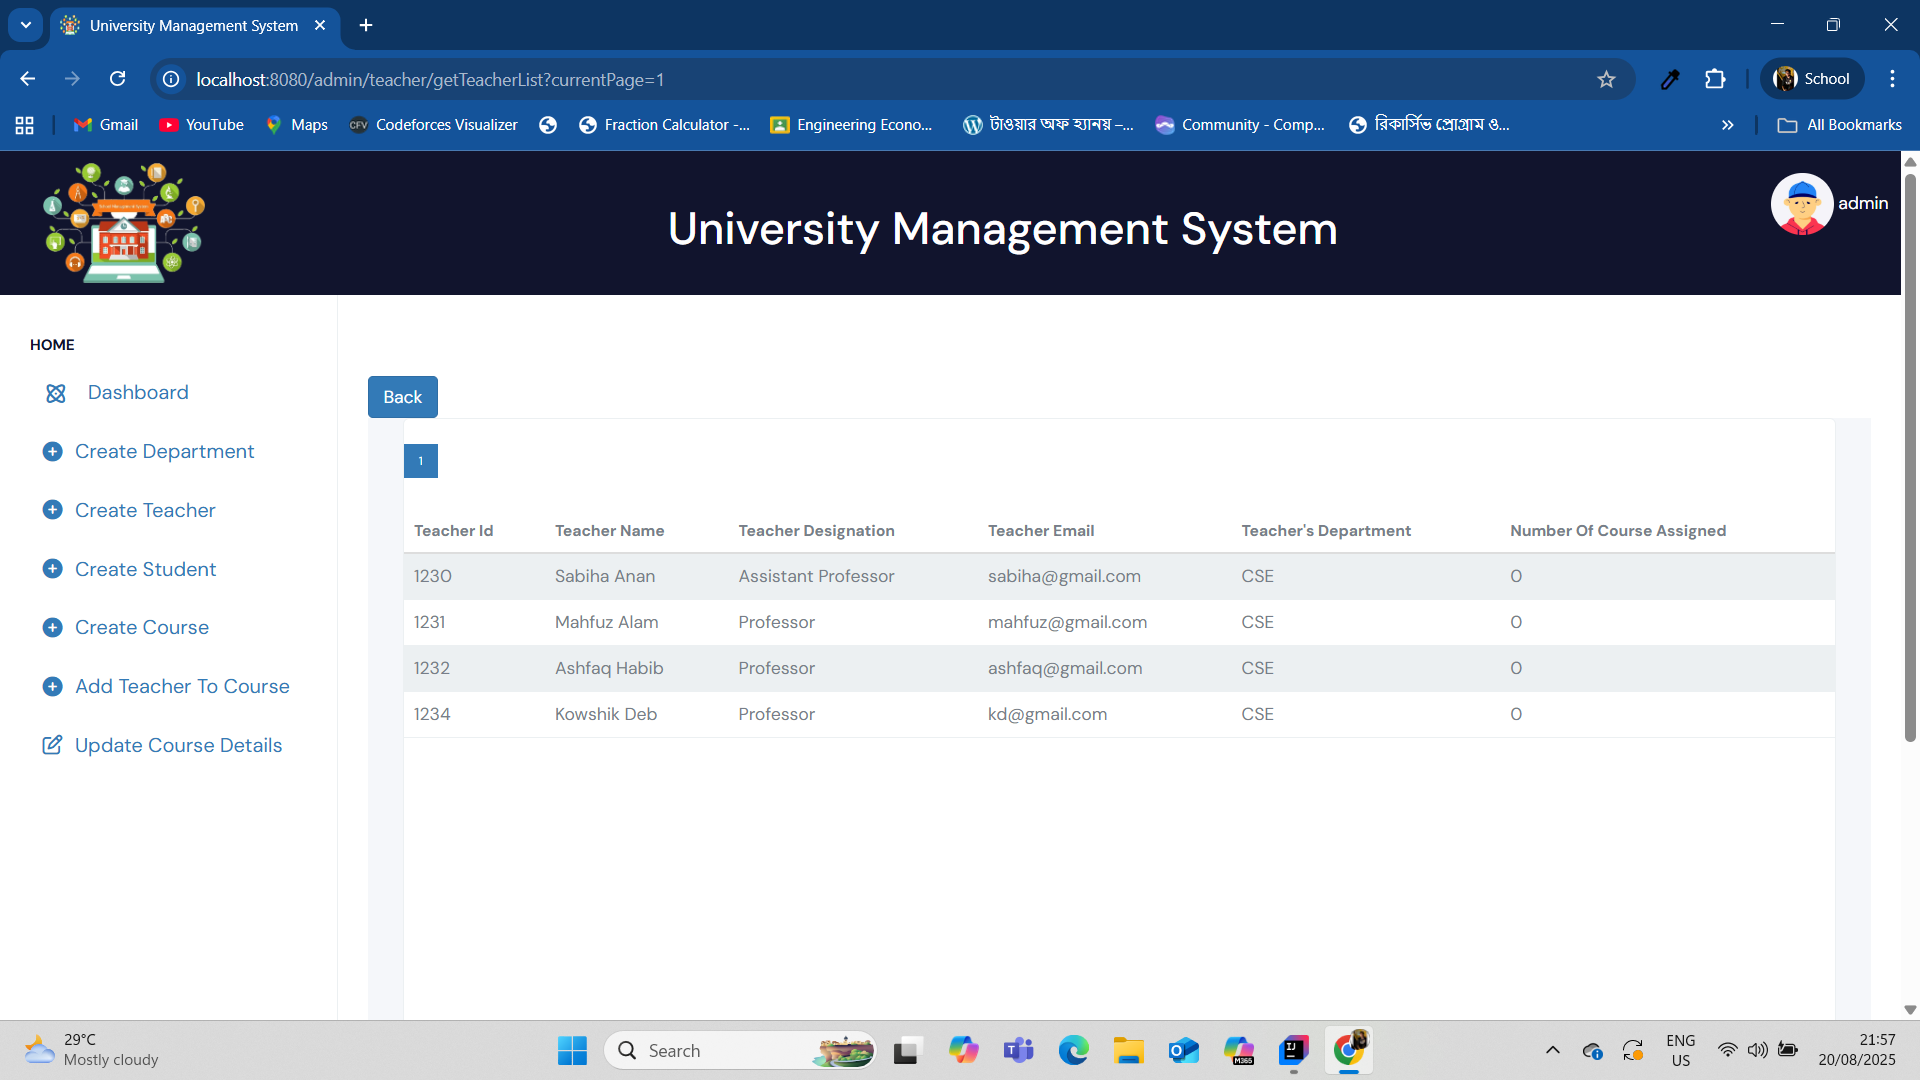 University Management System
localhost:8080/admin/teacher/getTeacherList?currentPage=1
School
Gmail
YouTube
Maps
CFV
Codeforces Visualizer
Fraction Calculator -...
Engineering Econo...
টাওয়ার অফ হ্যানয় –...
Community - Comp...
রিকার্সিভ প্রোগ্রাম ও...
All Bookmarks
University Management System
admin
HOME
Dashboard
Create Department
Create Teacher
Create Student
Create Course
Add Teacher To Course
Update Course Details
Back
1
Teacher Id Teacher Name Teacher Designation Teacher Email Teacher's Department Number Of Course Assigned
1230 Sabiha Anan Assistant Professor sabiha@gmail.com CSE 0
1231 Mahfuz Alam Professor mahfuz@gmail.com CSE 0
1232 Ashfaq Habib Professor ashfaq@gmail.com CSE 0
1234 Kowshik Deb Professor kd@gmail.com CSE 0
29°C
Mostly cloudy
Search
M365
ENG
US
21:57
20/08/2025